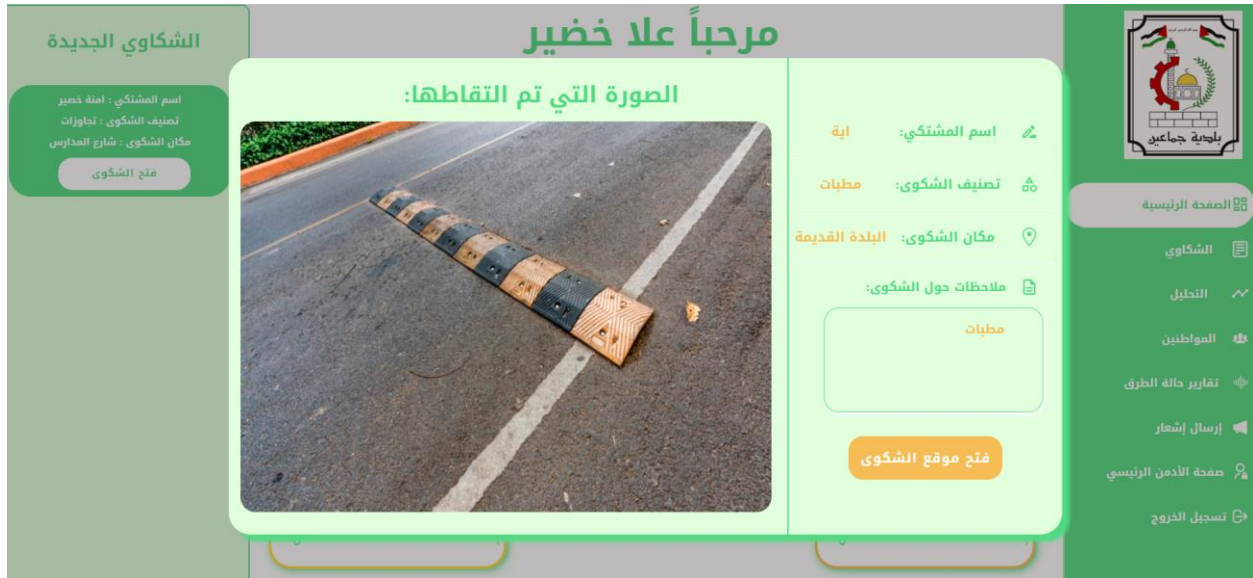 مرحباً علا خضير
بلدية جماعين
الصفحة الرئيسية
الشكاوي
التحليل
المواطنين
تقارير حالة الطرق
إرسال إشعار
صفحة الأدمن الرئيسي
تسجيل الخروج
اسم المشتكي: اية
تصنيف الشكوى: مطبات
مكان الشكوى: البلدة القديمة
ملاحظات حول الشكوى:
مطبات
فتح موقع الشكوى
الصورة التي تم التقاطها:
الشكاوي الجديدة
اسم المشتكي : امنة خصير
تصنيف الشكوى : تجاوزات
مكان الشكوى : شارع المدارس
فتح الشكوى